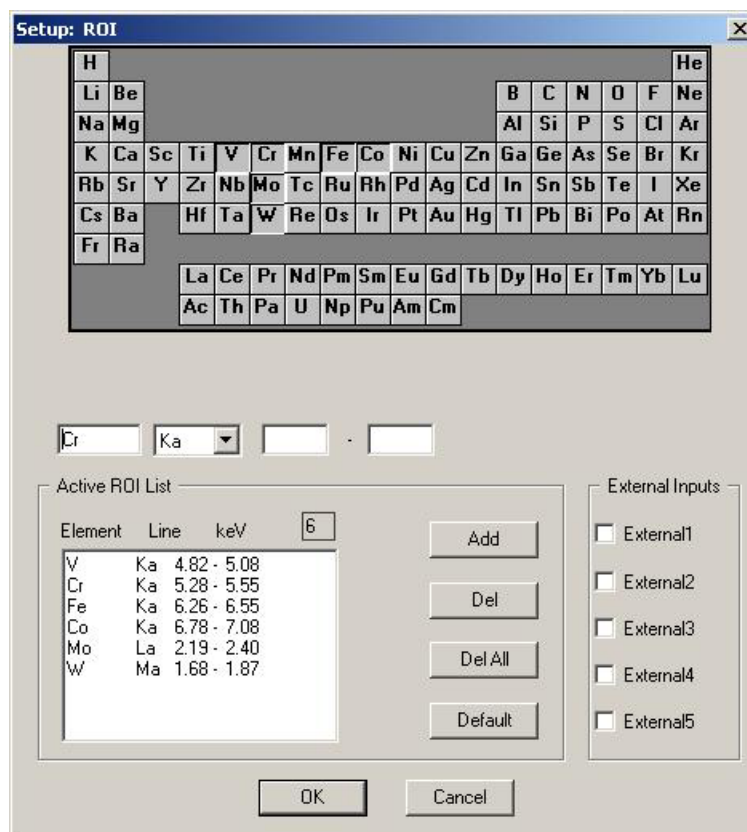 Setup: ROI
H He
Li Be B C N O F Ne
Na Mg Al Si P S Cl Ar
K Ca Sc Ti V Cr Mn Fe Co Ni Cu Zn Ga Ge As Se Br Kr
Rb Sr Y Zr Nb Mo Tc Ru Rh Pd Ag Cd In Sn Sb Te I Xe
Cs Ba Hf Ta W Re Os Ir Pt Au Hg Tl Pb Bi Po At Rn
Fr Ra
La Ce Pr Nd Pm Sm Eu Gd Tb Dy Ho Er Tm Yb Lu
Ac Th Pa U Np Pu Am Cm
Cr Ka -
Active ROI List
Element Line keV 6
V Ka 4.82 - 5.08
Cr Ka 5.28 - 5.55
Fe Ka 6.26 - 6.55
Co Ka 6.78 - 7.08
Mo La 2.19 - 2.40
W Ma 1.68 - 1.87
Add
Del
Del All
Default
External Inputs
External1
External2
External3
External4
External5
OK Cancel